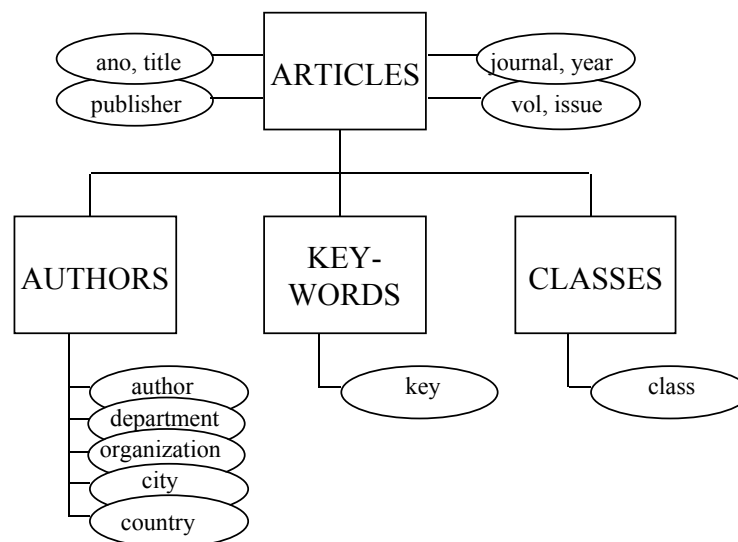 ano, title
publisher
ARTICLES
journal, year
vol, issue
AUTHORS
KEY-
WORDS
CLASSES
author
department
organization
city
country
key
class